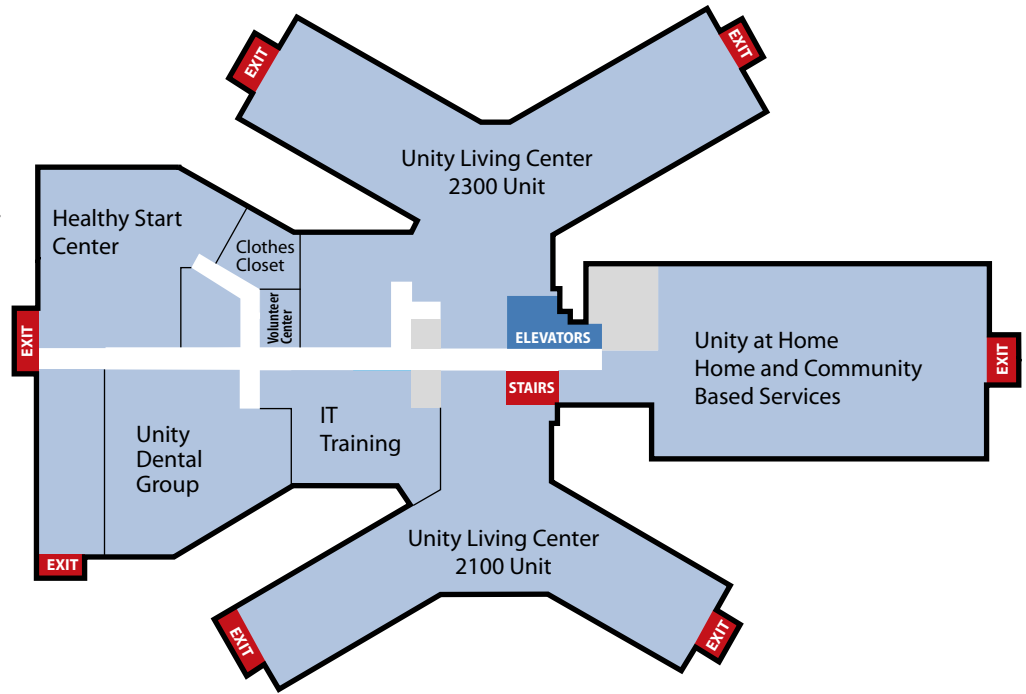 EXIT
EXIT
Unity Living Center
2300 Unit
Healthy Start
Center
Clothes
Closet
Volunteer
Center
EXIT
ELEVATORS
STAIRS
Unity at Home
Home and Community
Based Services
EXIT
IT
Training
Unity
Dental
Group
Unity Living Center
2100 Unit
EXIT
EXIT
EXIT